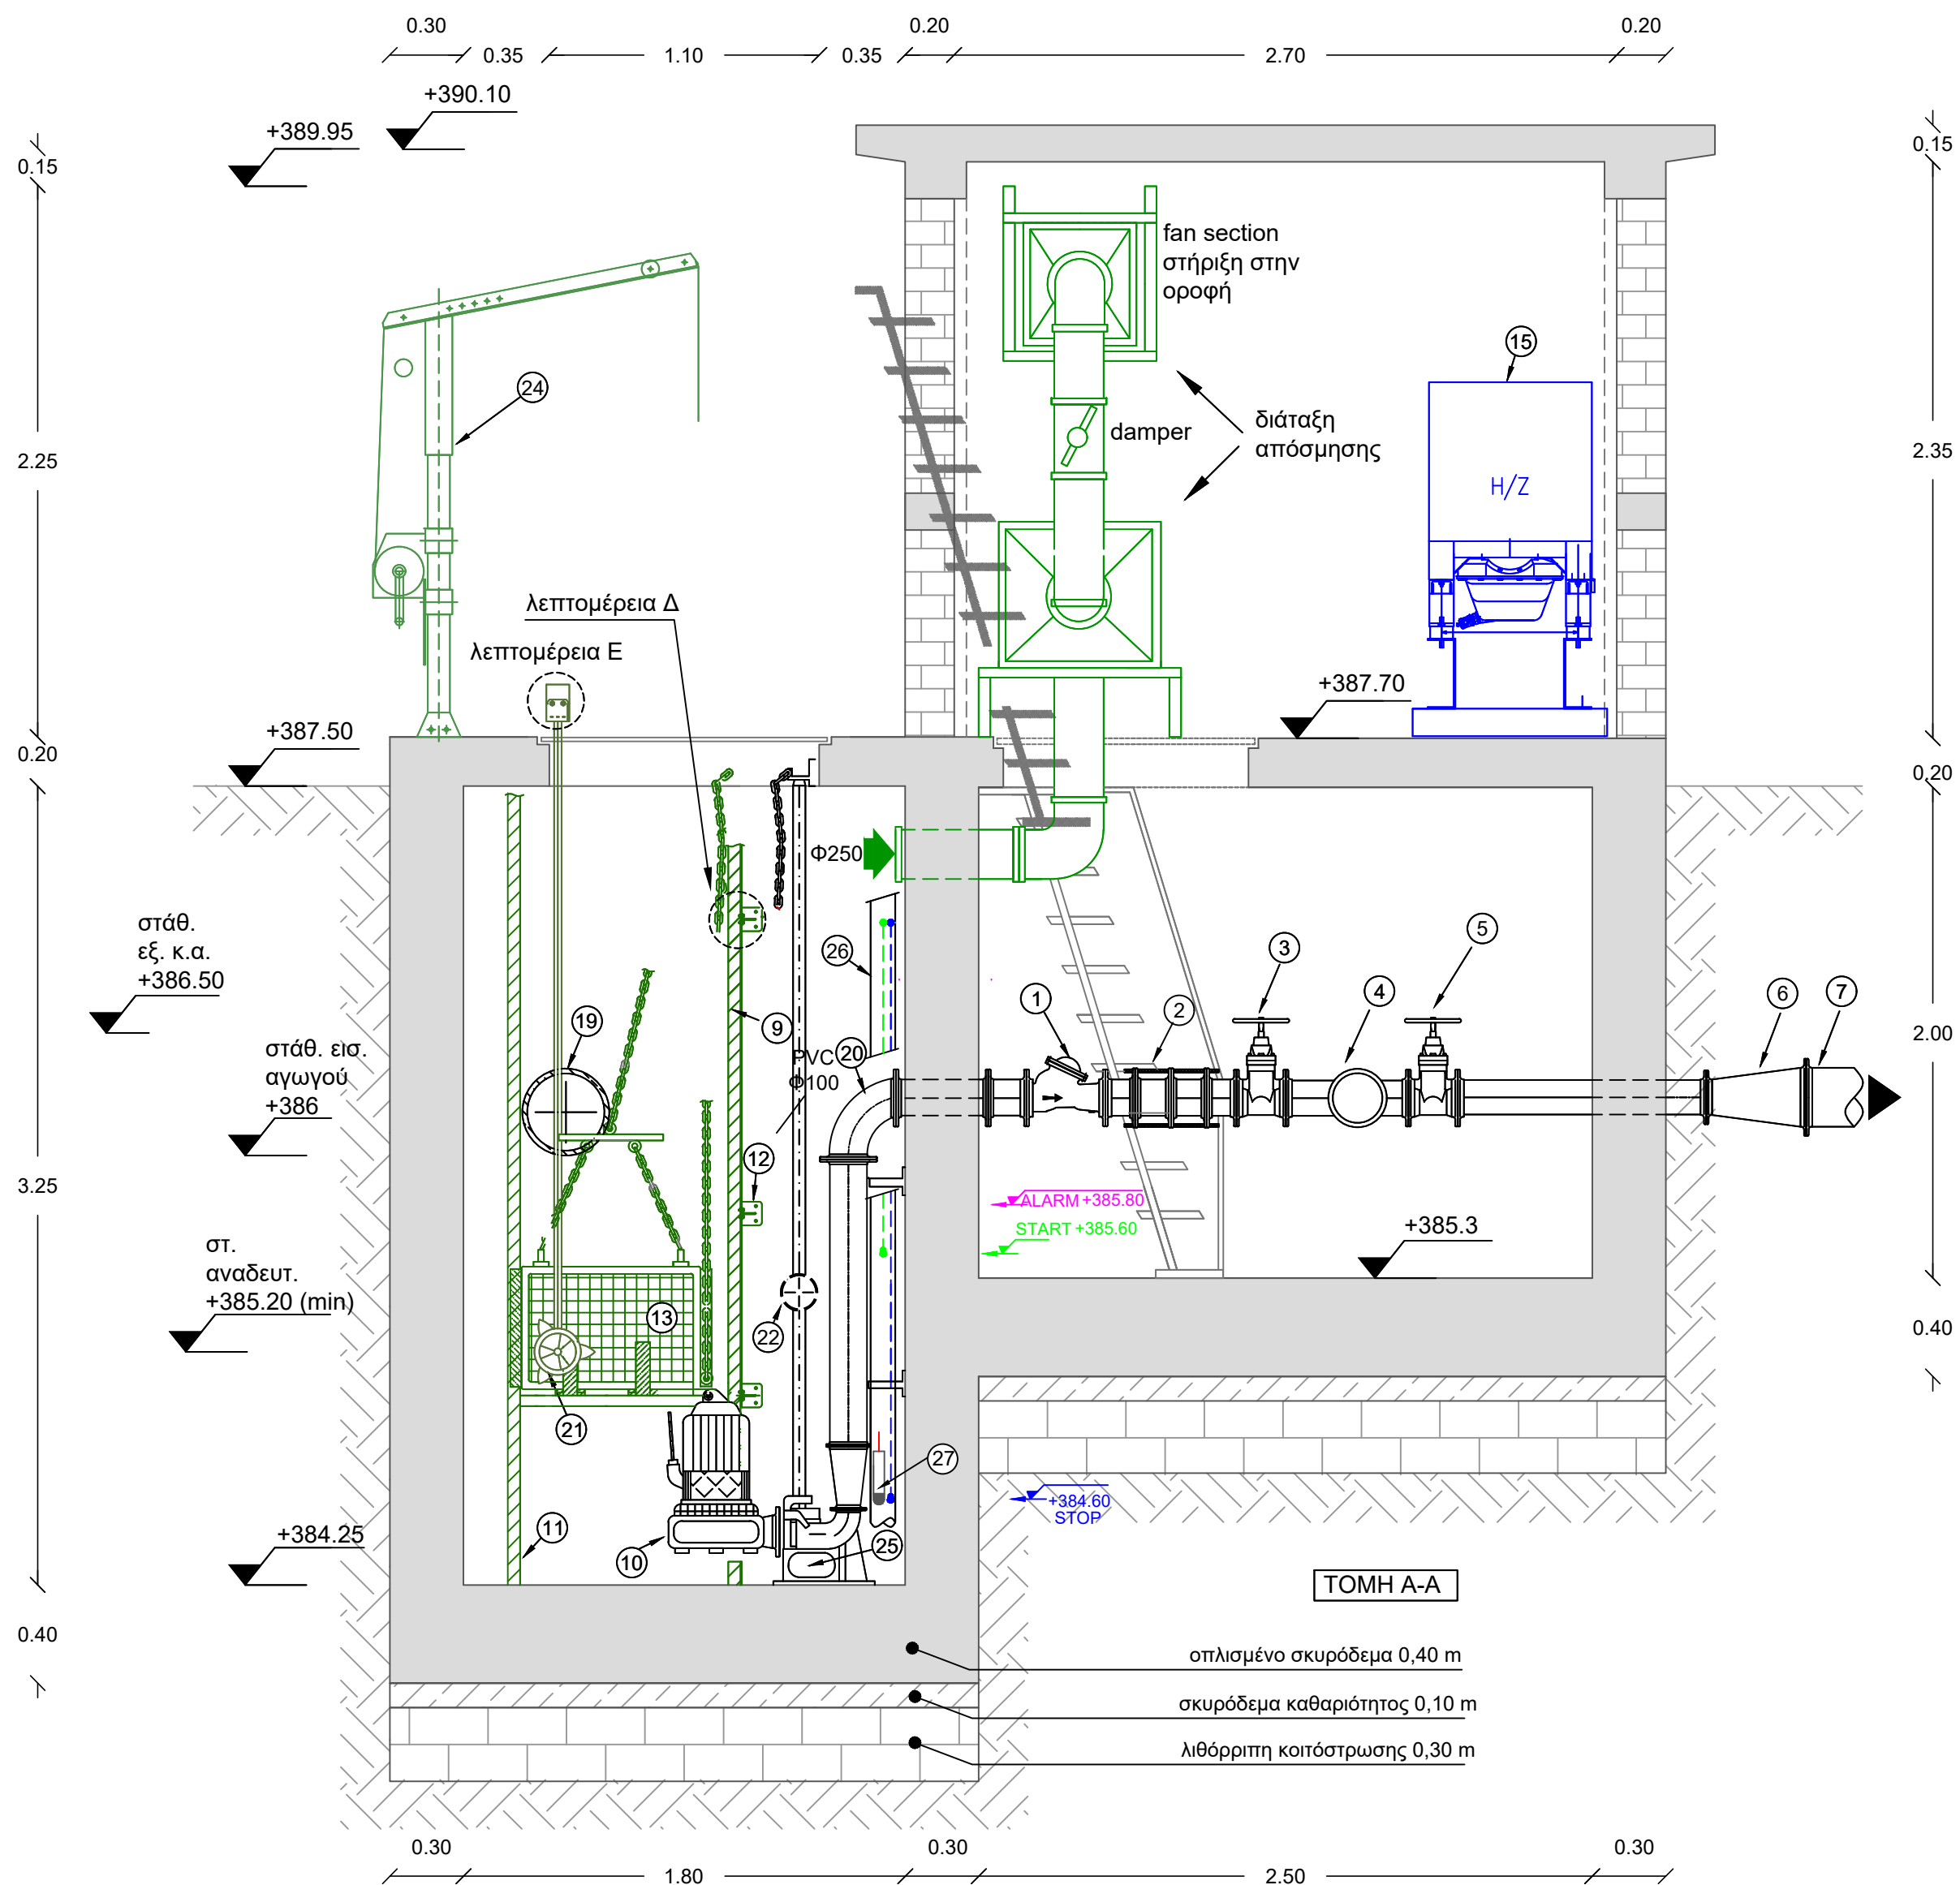 0.30
0.20
0.20
0.35
1.10
0.35
2.70
+390.10
+389.95
0.15
0.15
fan section
στήριξη στην
οροφή
15
24
damper
διάταξη
απόσμησης
2.25
2.35
H/Z
λεπτομέρεια Δ
λεπτομέρεια Ε
+387.70
+387.50
0.20
0.20
Φ250
στάθ.
εξ. κ.α.
+386.50
26
3
5
19
9
1
2
4
6
7
PVC
20
Φ100
στάθ. εισ.
αγωγού
+386
2.00
12
3.25
ALARM +385.80
START +385.60
+385.3
στ.
αναδευτ.
+385.20 (min)
13
22
0.40
21
27
+384.60
STOP
+384.25
11
10
25
ΤΟΜΗ Α-Α
0.40
οπλισμένο σκυρόδεμα 0,40 m
σκυρόδεμα καθαριότητος 0,10 m
λιθόρριπη κοιτόστρωσης 0,30 m
0.30
0.30
0.30
1.80
2.50